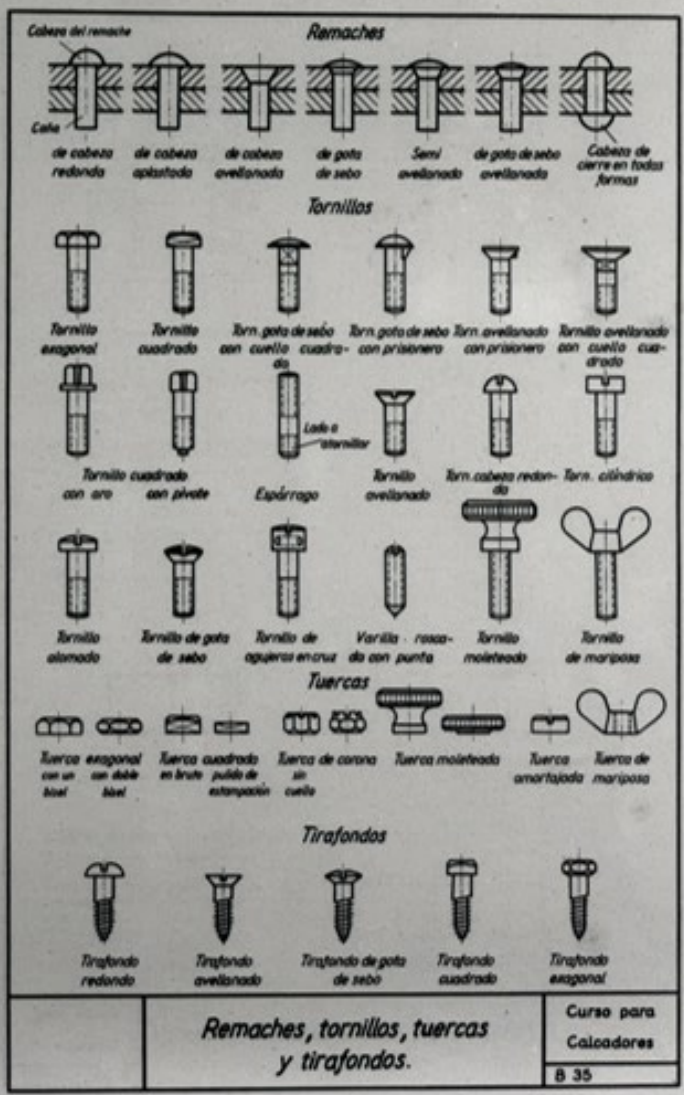 Remaches
Cabeza del remache
Caña
de cabeza redonda
de cabeza aplastada
de cabeza avellanada
de gota de sebo
Semi avellanado
de gota de sebo avellanada
Cabeza de cierre en todas formas
Tornillos
Tornillo exagonal
Tornillo cuadrado
Torn. gota de sebo con cuello cuadra-
do
Torn. gota de sebo con prisionero
Torn. avellanado con prisionero
Tornillo avellanado con cuello cua-
drado
Tornillo cuadrado
con aro
con pivote
Espárrago
Lado a atornillar
Tornillo avellanado
Torn. cabeza redon-
da
Torn. cilíndrico
Tornillo alomado
Tornillo de gota de sebo
Tornillo de agujeros en cruz
Varilla rosca-
da con punta
Tornillo moleteado
Tornillo de mariposa
Tuercas
Tuerca exagonal
con un bisel
con doble bisel
Tuerca cuadrada
en bruto
pulida de estampación
Tuerca de corona
sin cuello
Tuerca moleteada
Tuerca amortajada
Tuerca de mariposa
Tirafondos
Tirafondo redondo
Tirafondo avellanado
Tirafondo de gota de sebo
Tirafondo cuadrado
Tirafondo exagonal
Remaches, tornillos, tuercas
y tirafondos.
Curso para
Calcadores
B 35